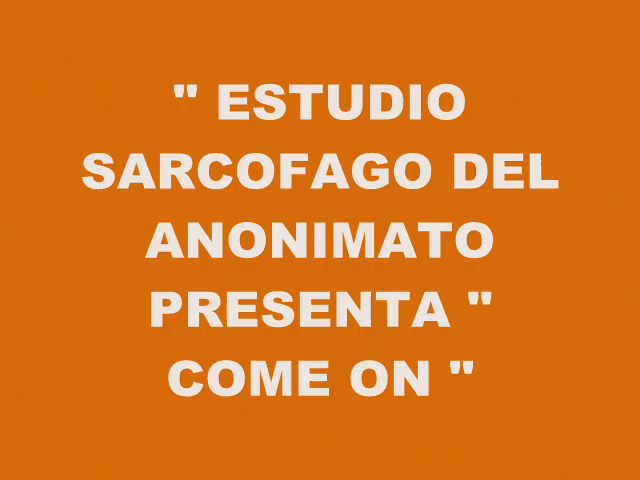 " ESTUDIO
SARCOFAGO DEL
ANONIMATO
PRESENTA "
COME ON "